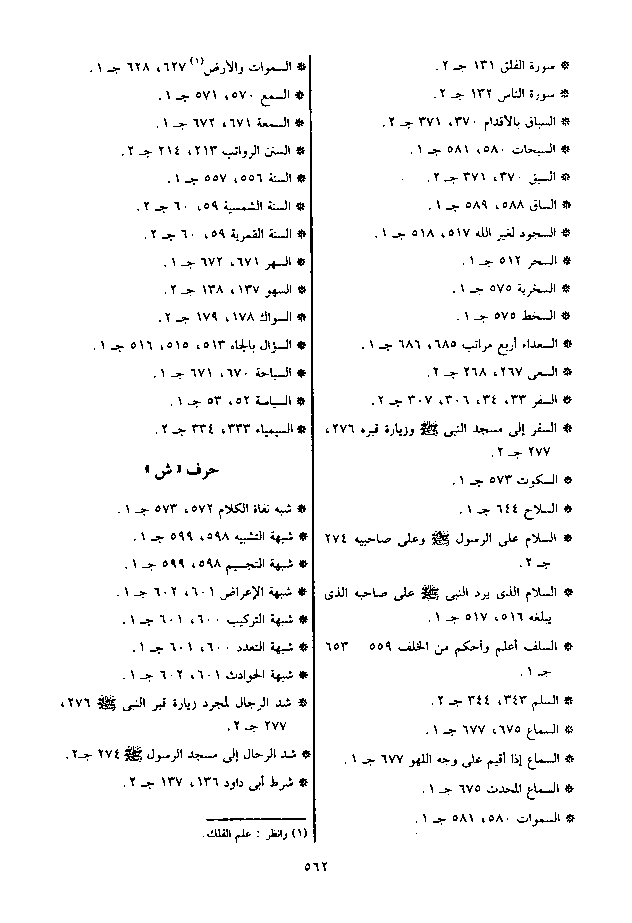 * سورة الفلق ١٣١ جـ ٢.
* سورة الناس ١٣٢ جـ ٢.
* السباق بالأقدام ٣٧٠، ٣٧١ جـ ٢.
* السبحات ٥٨٠، ٥٨١ جـ ١.
* السبق ٣٧٠، ٣٧١ جـ ٢.
* الساق ٥٨٨، ٥٨٩ جـ ١.
* السجود لغير الله ٥١٧، ٥١٨ جـ ١.
* السحر ٥١٢ جـ ١.
* السخرية ٥٧٥ جـ ١.
* السخط ٥٧٥ جـ ١.
* السعداء أربع مراتب ٦٨٥، ٦٨٦ جـ ١.
* السعى ٢٦٧، ٢٦٨ جـ ٢.
* السفر ٣٣، ٣٤، ٣٠٦، ٣٠٧ جـ ٢.
* السفر إلى مسجد النبى ﷺ وزيارة قبره ٢٧٦،
٢٧٧ جـ ٢.
* السكوت ٥٧٣ جـ ١.
* السلاح ٦٤٤ جـ ١.
* السلام على الرسول ﷺ وعلى صاحبيه ٢٧٤
جـ ٢.
* السلام الذى يرد النبى ﷺ على صاحبه الذى
يبلغه ٥١٦، ٥١٧ جـ ١.
* السلف أعلم وأحكم من الخلف ٥٥٩ ٦٥٣
جـ ١.
* السلم ٣٤٣، ٣٤٤ جـ ٢.
* السماع ٦٧٥، ٦٧٧ جـ ١.
* السماع إذا أقيم على وجه اللهو ٦٧٧ جـ ١.
* السماع المحدث ٦٧٥ جـ ١.
* السموات ٥٨٠، ٥٨١ جـ ١.
* السموات والأرض(١) ٦٢٧، ٦٢٨ جـ ١.
* السمع ٥٧٠، ٥٧١ جـ ١.
* السمعة ٦٧١، ٦٧٢ جـ ١.
* السنن الرواتب ٢١٣، ٢١٤ جـ ٢.
* السنة ٥٥٦، ٥٥٧ جـ ١.
* السنة الشمسية ٥٩، ٦٠ جـ ٢.
* السنة القمرية ٥٩، ٦٠ جـ ٢.
* السهر ٦٧١، ٦٧٢ جـ ١.
* السهو ١٣٧، ١٣٨ جـ ٢.
* السواك ١٧٨، ١٧٩ جـ ٢.
* السؤال بالجاه ٥١٣، ٥١٥، ٥١٦ جـ ١.
* السياحة ٦٧٠، ٦٧١ جـ ١.
* السياسة ٥٢، ٥٣ جـ ١.
* السيمياء ٣٣٣، ٣٣٤ جـ ٢.
حرف « ش »
* شبه نفاة الكلام ٥٧٢، ٥٧٣ جـ ١.
* شبهة التشبيه ٥٩٨، ٥٩٩ جـ ١.
* شبهة التجسيم ٥٩٨، ٥٩٩ جـ ١.
* شبهة الإعراض ٦٠١، ٦٠٢ جـ ١.
* شبهة التركيب ٦٠٠، ٦٠١ جـ ١.
* شبهة التعدد ٦٠٠، ٦٠١ جـ ١.
* شبهة الحوادث ٦٠١، ٦٠٢ جـ ١.
* شد الرحال لمجرد زيارة قبر النبى ﷺ ٢٧٦،
٢٧٧ جـ ٢.
* شد الرحال إلى مسجد الرسول ﷺ ٢٧٤ جـ٢.
* شرط أبى داود ١٣٦، ١٣٧ جـ ٢.
(١) وانظر : علم الفلك.
٥٦٢